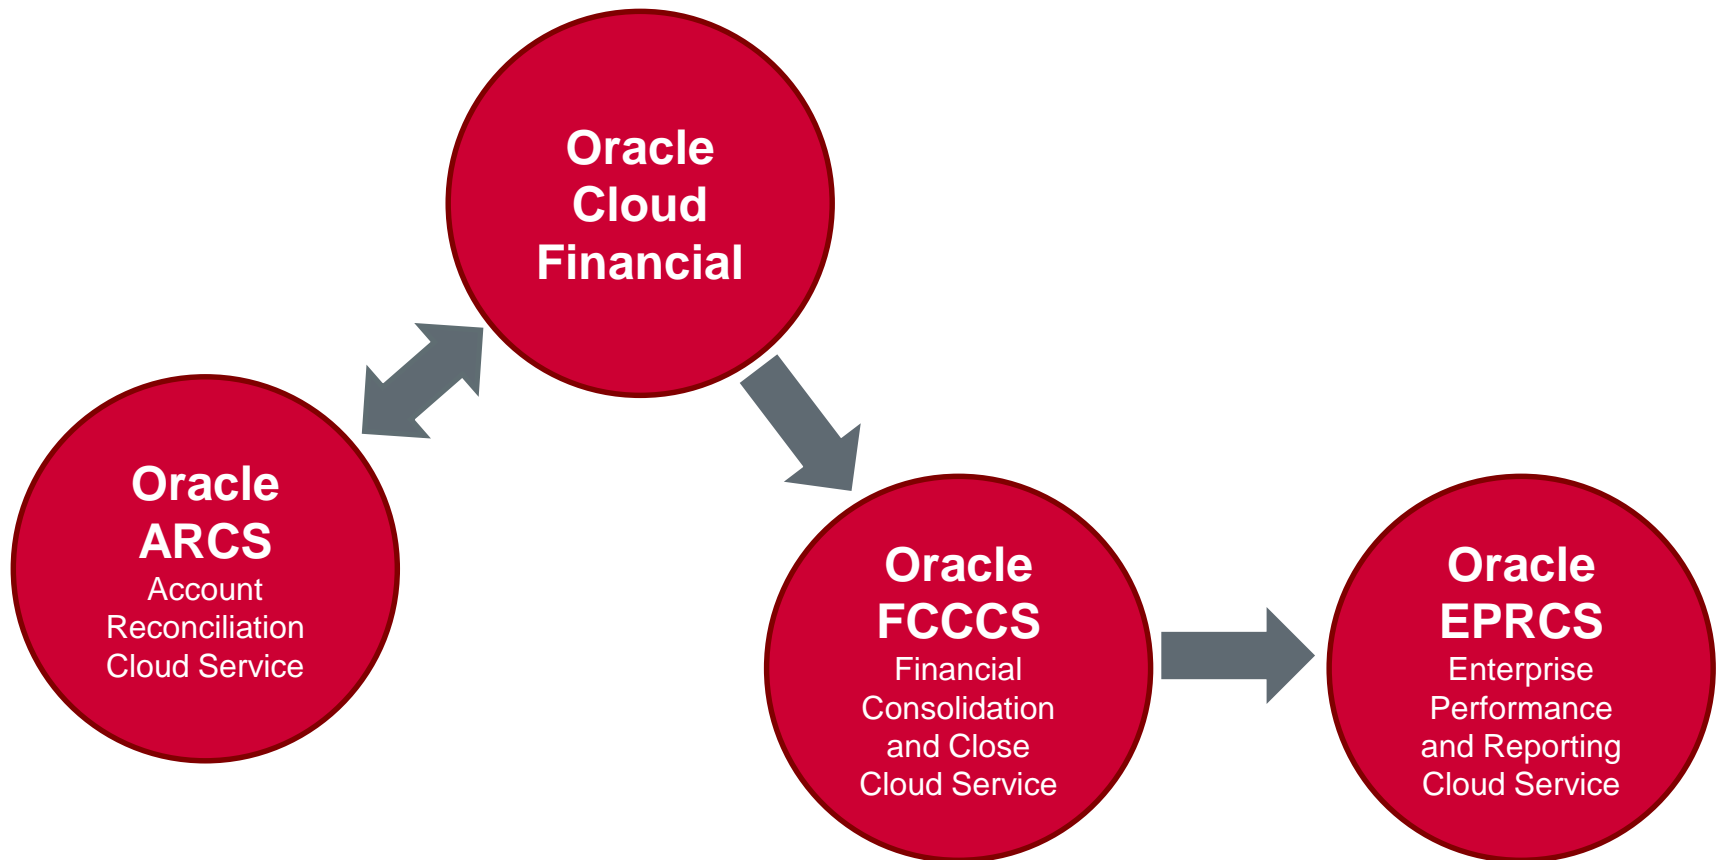 Oracle
Cloud
Financial
Oracle
ARCS
Account
Reconciliation
Cloud Service
Oracle
FCCCS
Financial
Consolidation
and Close
Cloud Service
Oracle
EPRCS
Enterprise
Performance
and Reporting
Cloud Service